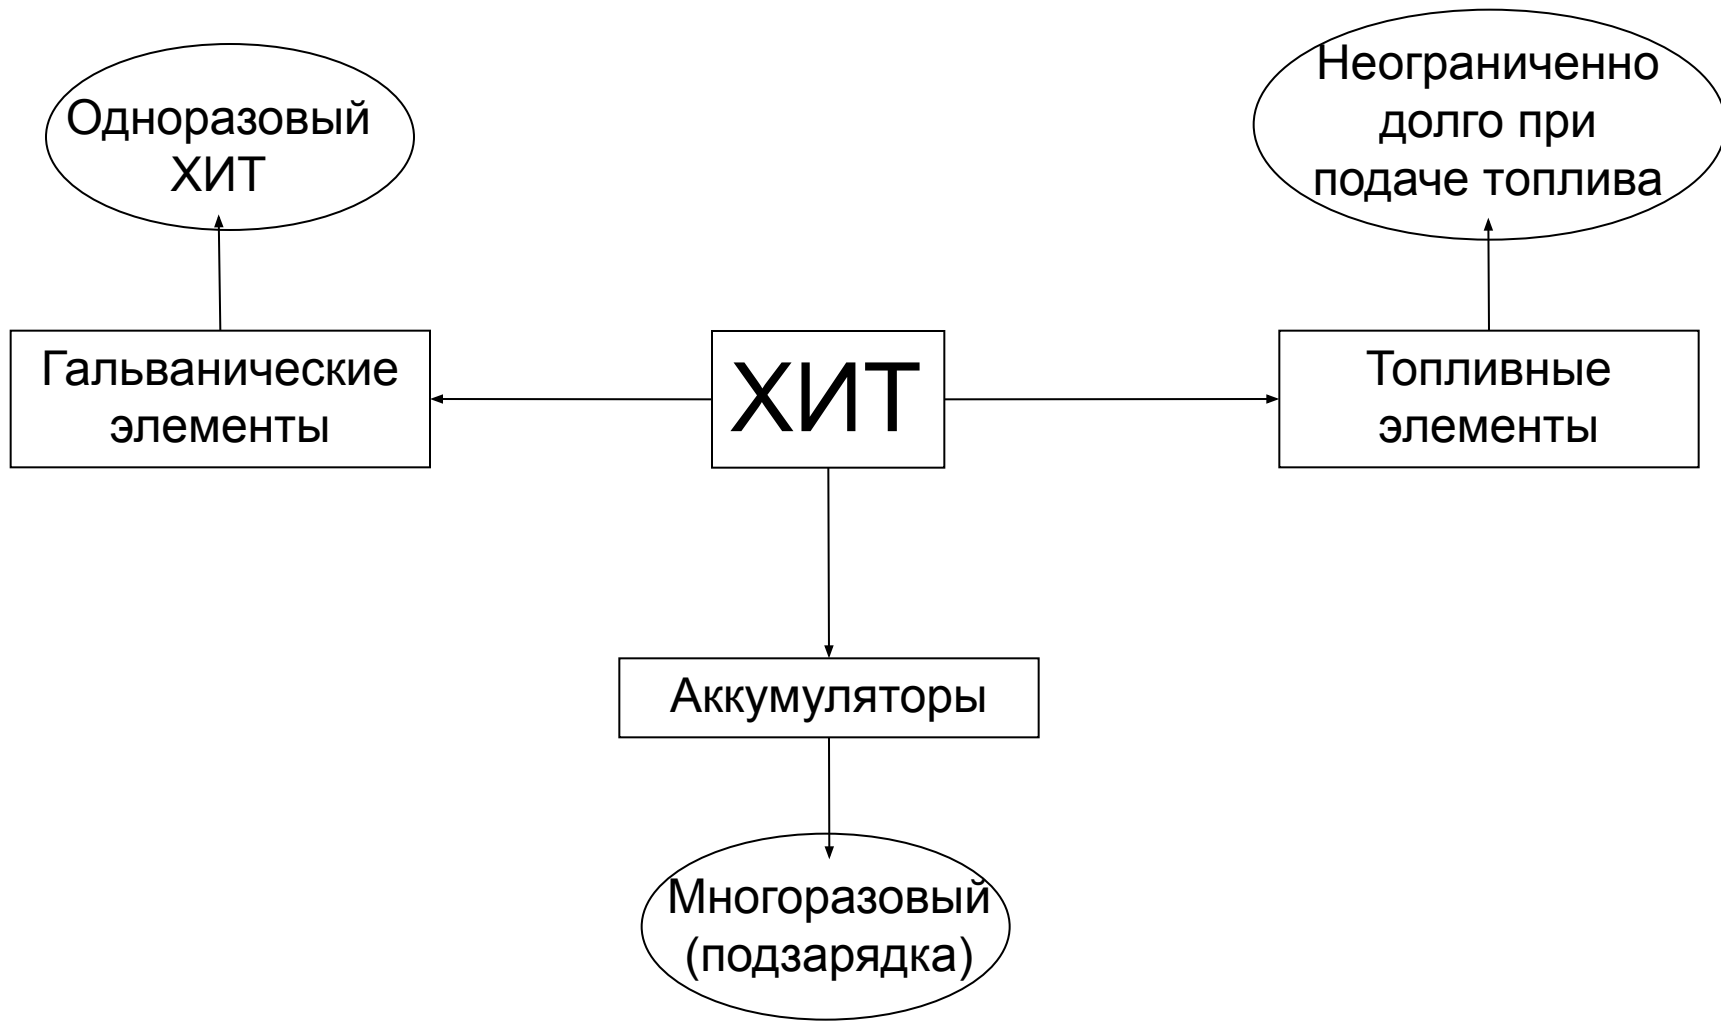 Одноразовый
ХИТ
Неограниченно
долго при
подаче топлива
Гальванические
элементы
ХИТ
Топливные
элементы
Аккумуляторы
Многоразовый
(подзарядка)